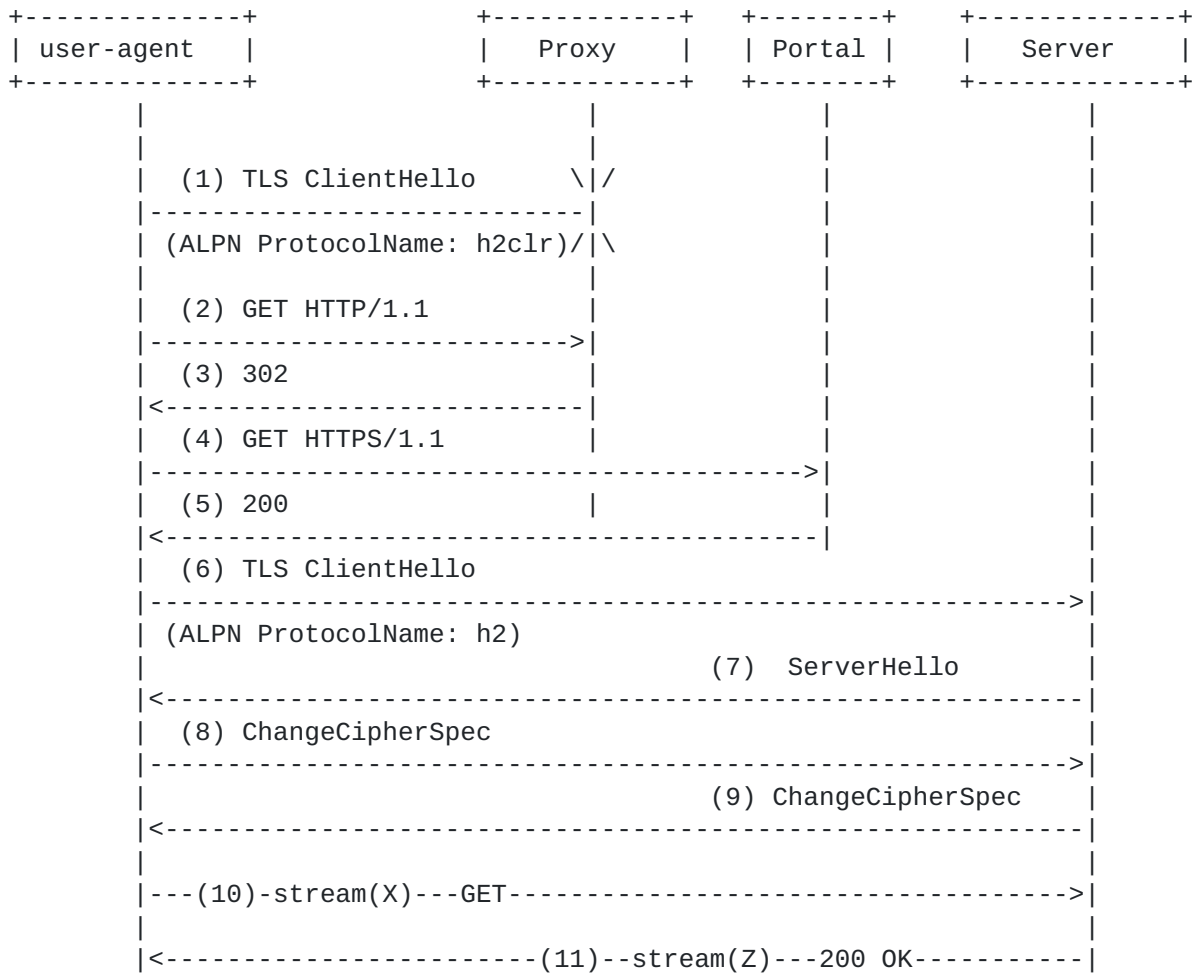 user-agent Proxy Portal Server
(1) TLS ClientHello
(ALPN ProtocolName: h2clr)
(2) GET HTTP/1.1
(3) 302
(4) GET HTTPS/1.1
(5) 200
(6) TLS ClientHello
(ALPN ProtocolName: h2)
(7) ServerHello
(8) ChangeCipherSpec
(9) ChangeCipherSpec
(10)-stream(X)---GET
(11)--stream(Z)---200 OK